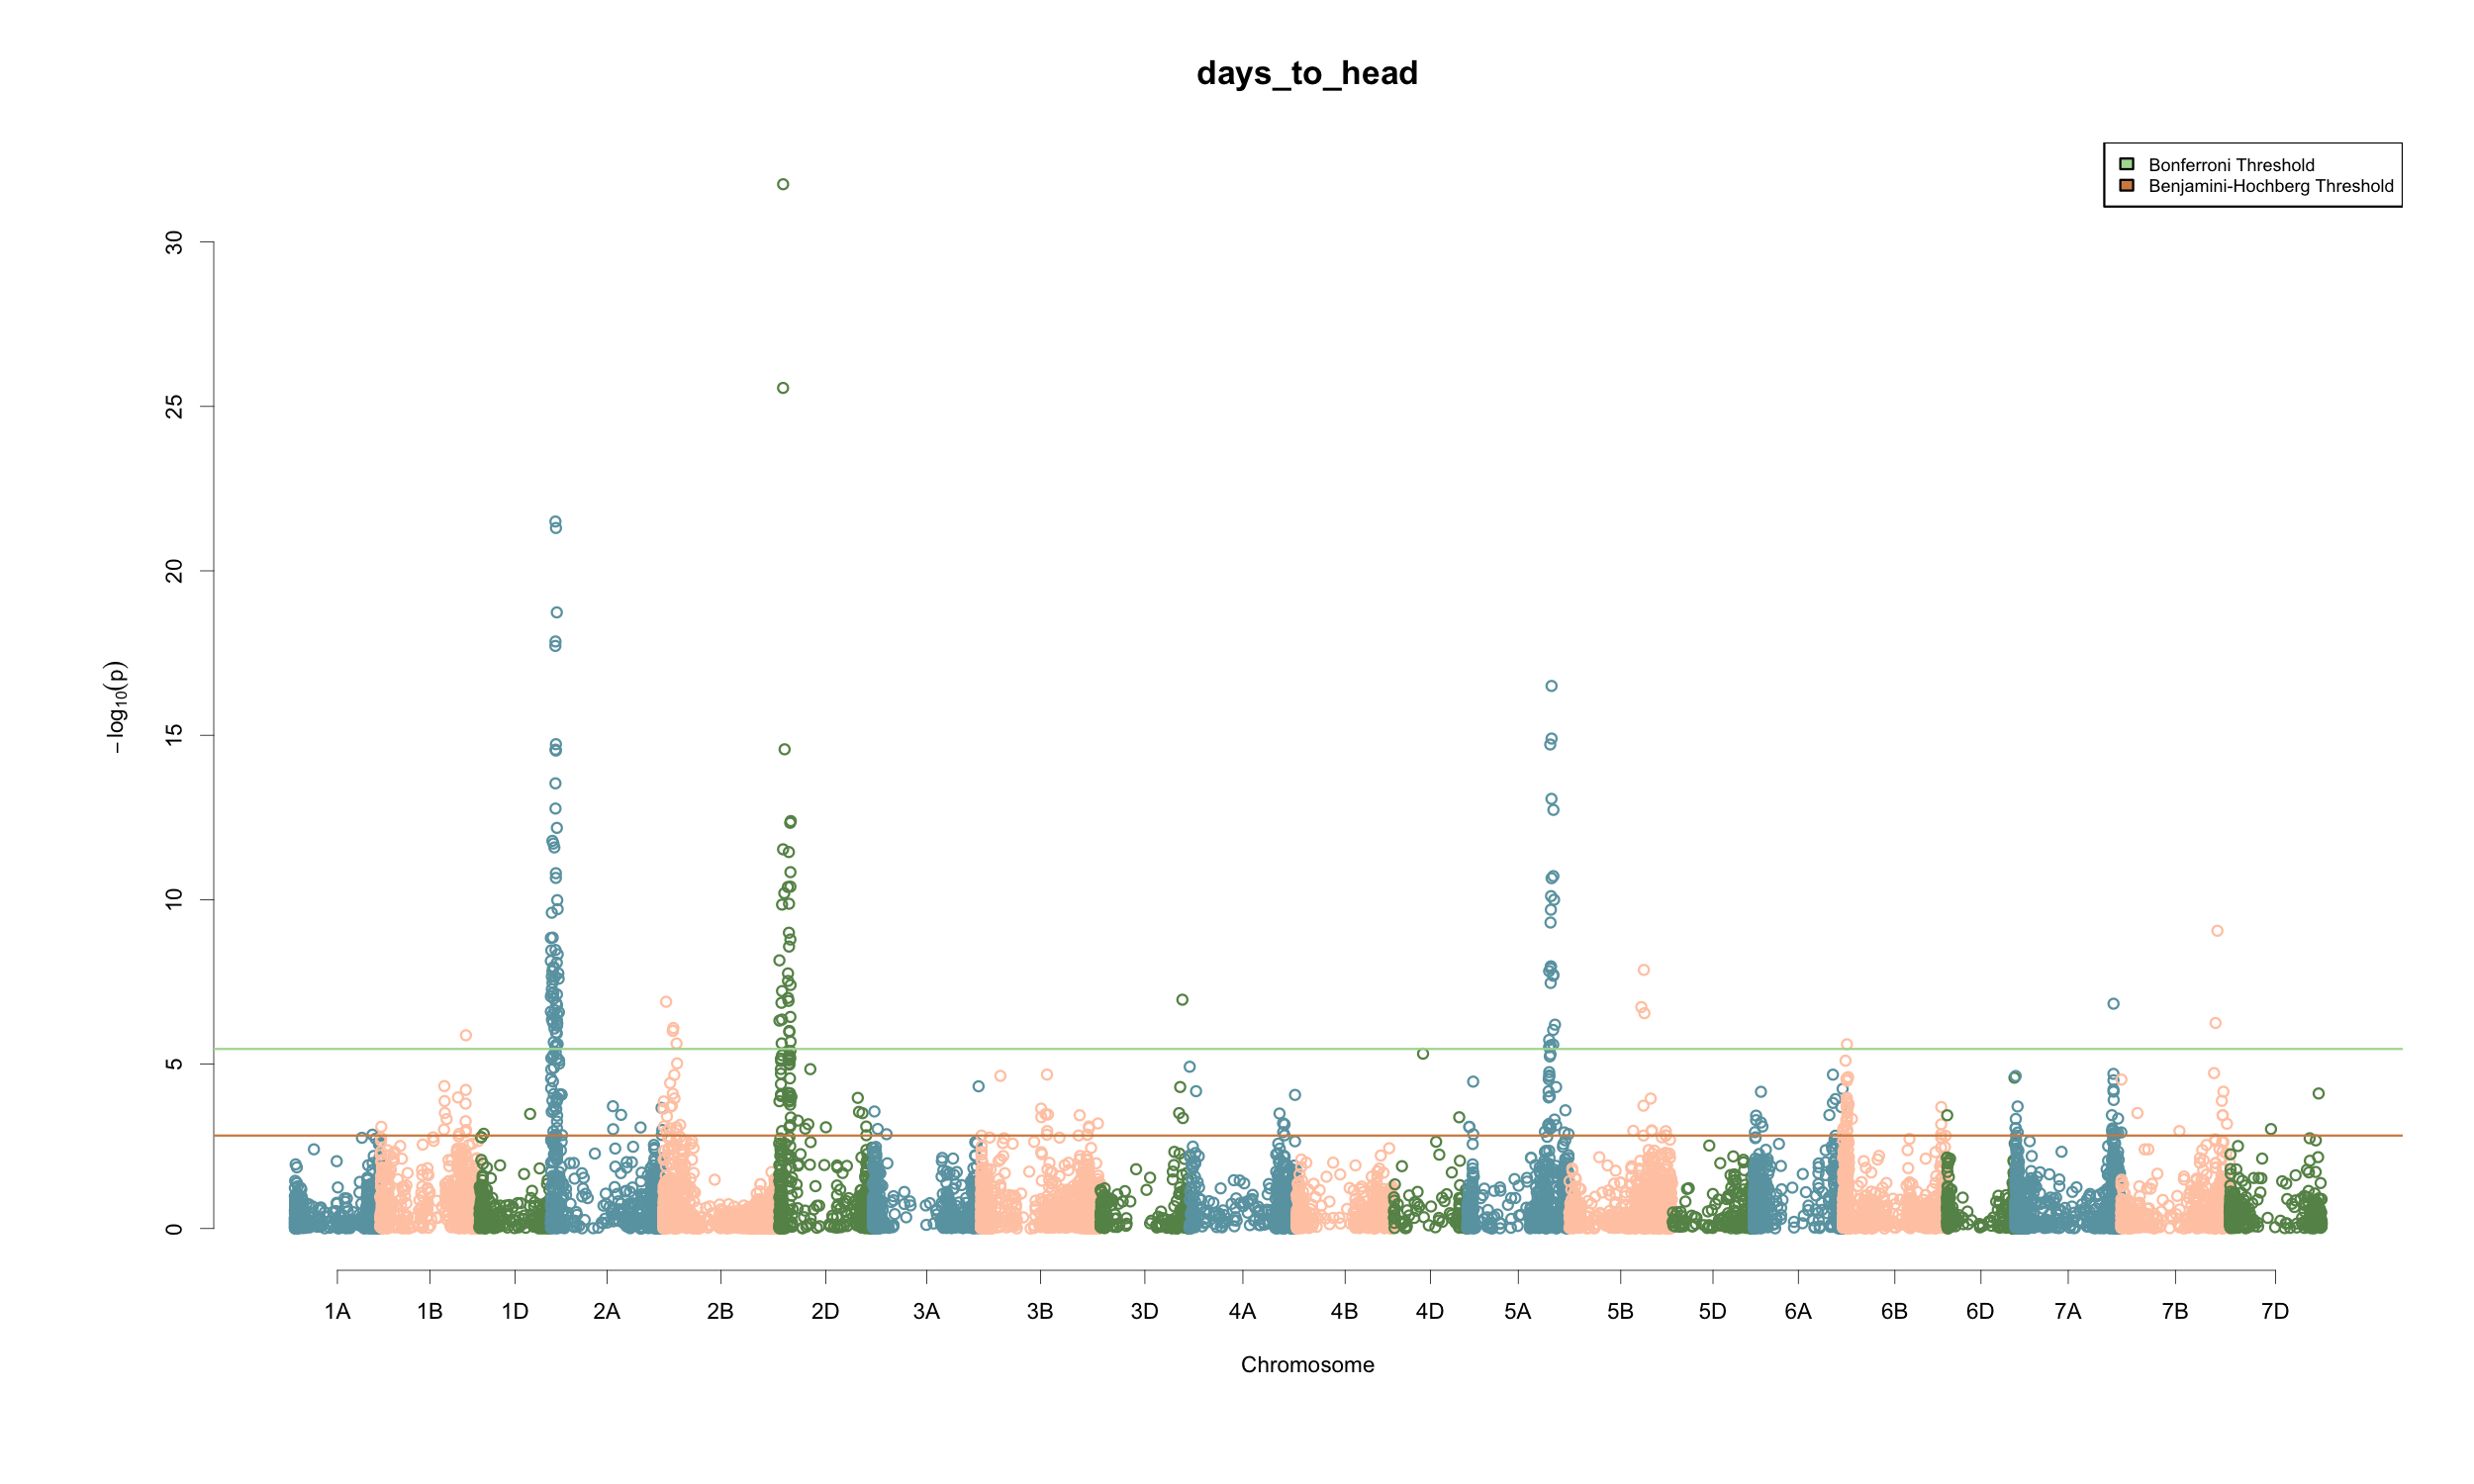 days_to_head
Bonferroni Threshold
Benjamini-Hochberg Threshold
30
25
20
15
10
5
0
−log10(p)
1A 1B 1D 2A 2B 2D 3A 3B 3D 4A 4B 4D 5A 5B 5D 6A 6B 6D 7A 7B 7D
Chromosome